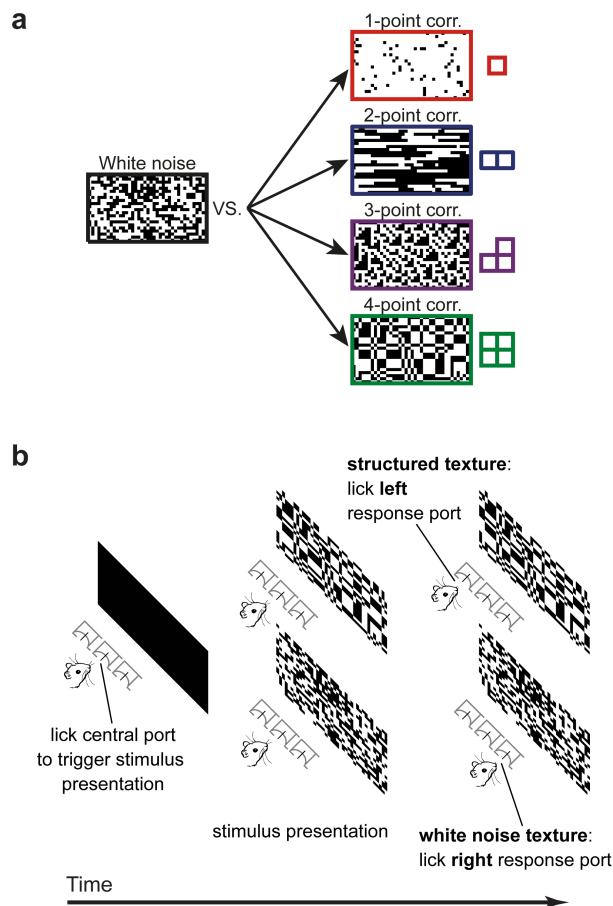 a
1-point corr.
2-point corr.
White noise
VS.
3-point corr.
4-point corr.
b
structured texture:
lick left
response port
lick central port
to trigger stimulus
presentation
stimulus presentation
white noise texture:
lick right response port
Time